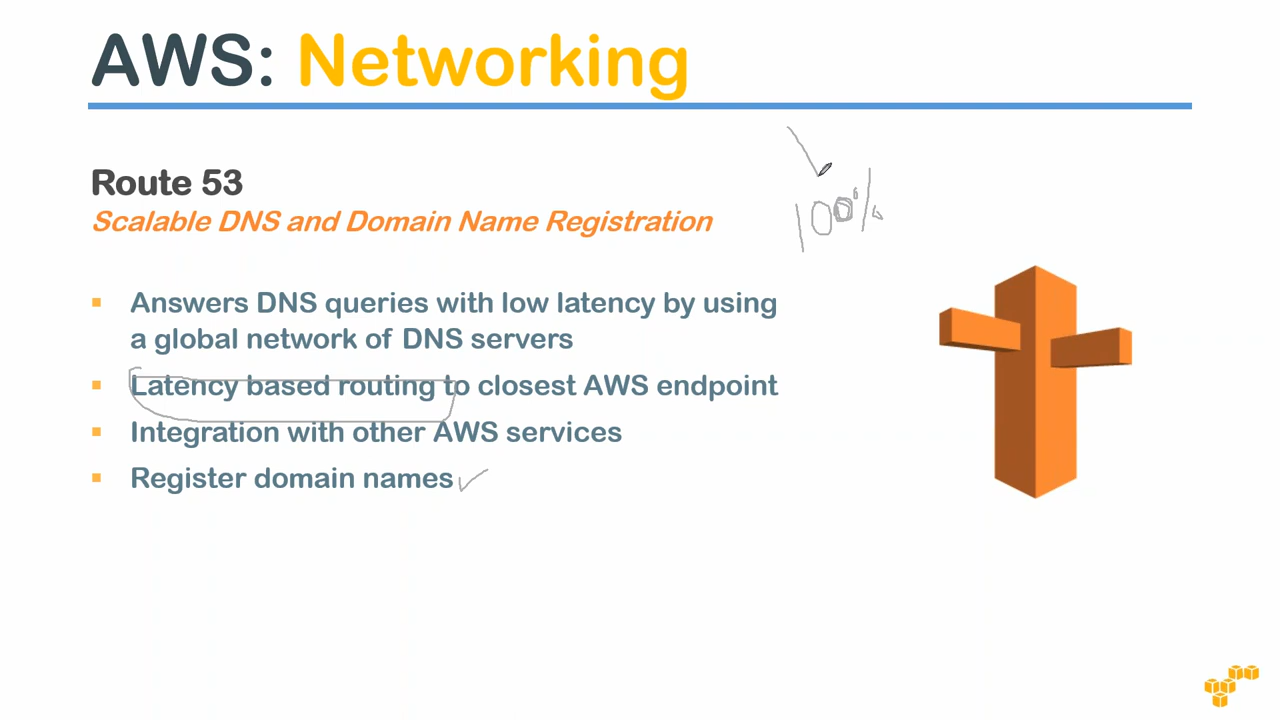 AWS: Networking
Route 53
Scalable DNS and Domain Name Registration
100%
▪ Answers DNS queries with low latency by using
a global network of DNS servers
▪ Latency based routing to closest AWS endpoint
▪ Integration with other AWS services
▪ Register domain names